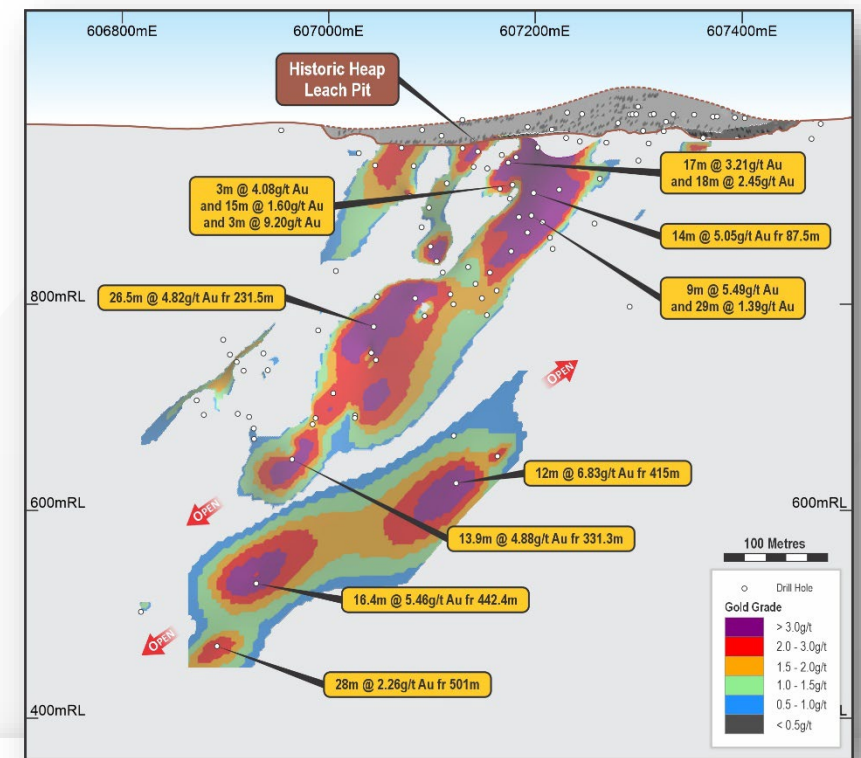 606800mE
607000mE
607200mE
607400mE
Historic Heap
Leach Pit
17m @ 3.21g/t Au
and 18m @ 2.45g/t Au
3m @ 4.08g/t Au
and 15m @ 1.60g/t Au
and 3m @ 9.20g/t Au
14m @ 5.05g/t Au fr 87.5m
9m @ 5.49g/t Au
and 29m @ 1.39g/t Au
26.5m @ 4.82g/t Au fr 231.5m
800mRL
OPEN
12m @ 6.83g/t Au fr 415m
600mRL
600mRL
OPEN
13.9m @ 4.88g/t Au fr 331.3m
100 Metres
16.4m @ 5.46g/t Au fr 442.4m
OPEN
28m @ 2.26g/t Au fr 501m
400mRL
RL
Drill Hole
Gold Grade
> 3.0g/t
2.0 - 3.0g/t
1.5 - 2.0g/t
1.0 - 1.5g/t
0.5 - 1.0g/t
< 0.5g/t